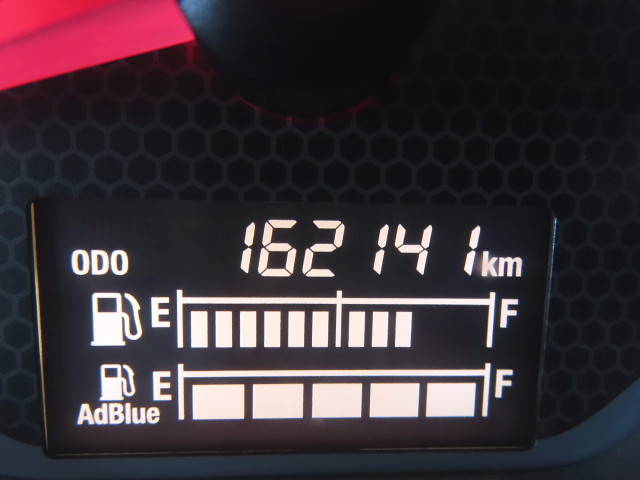 ODO 162141 km
E F
E F
AdBlue